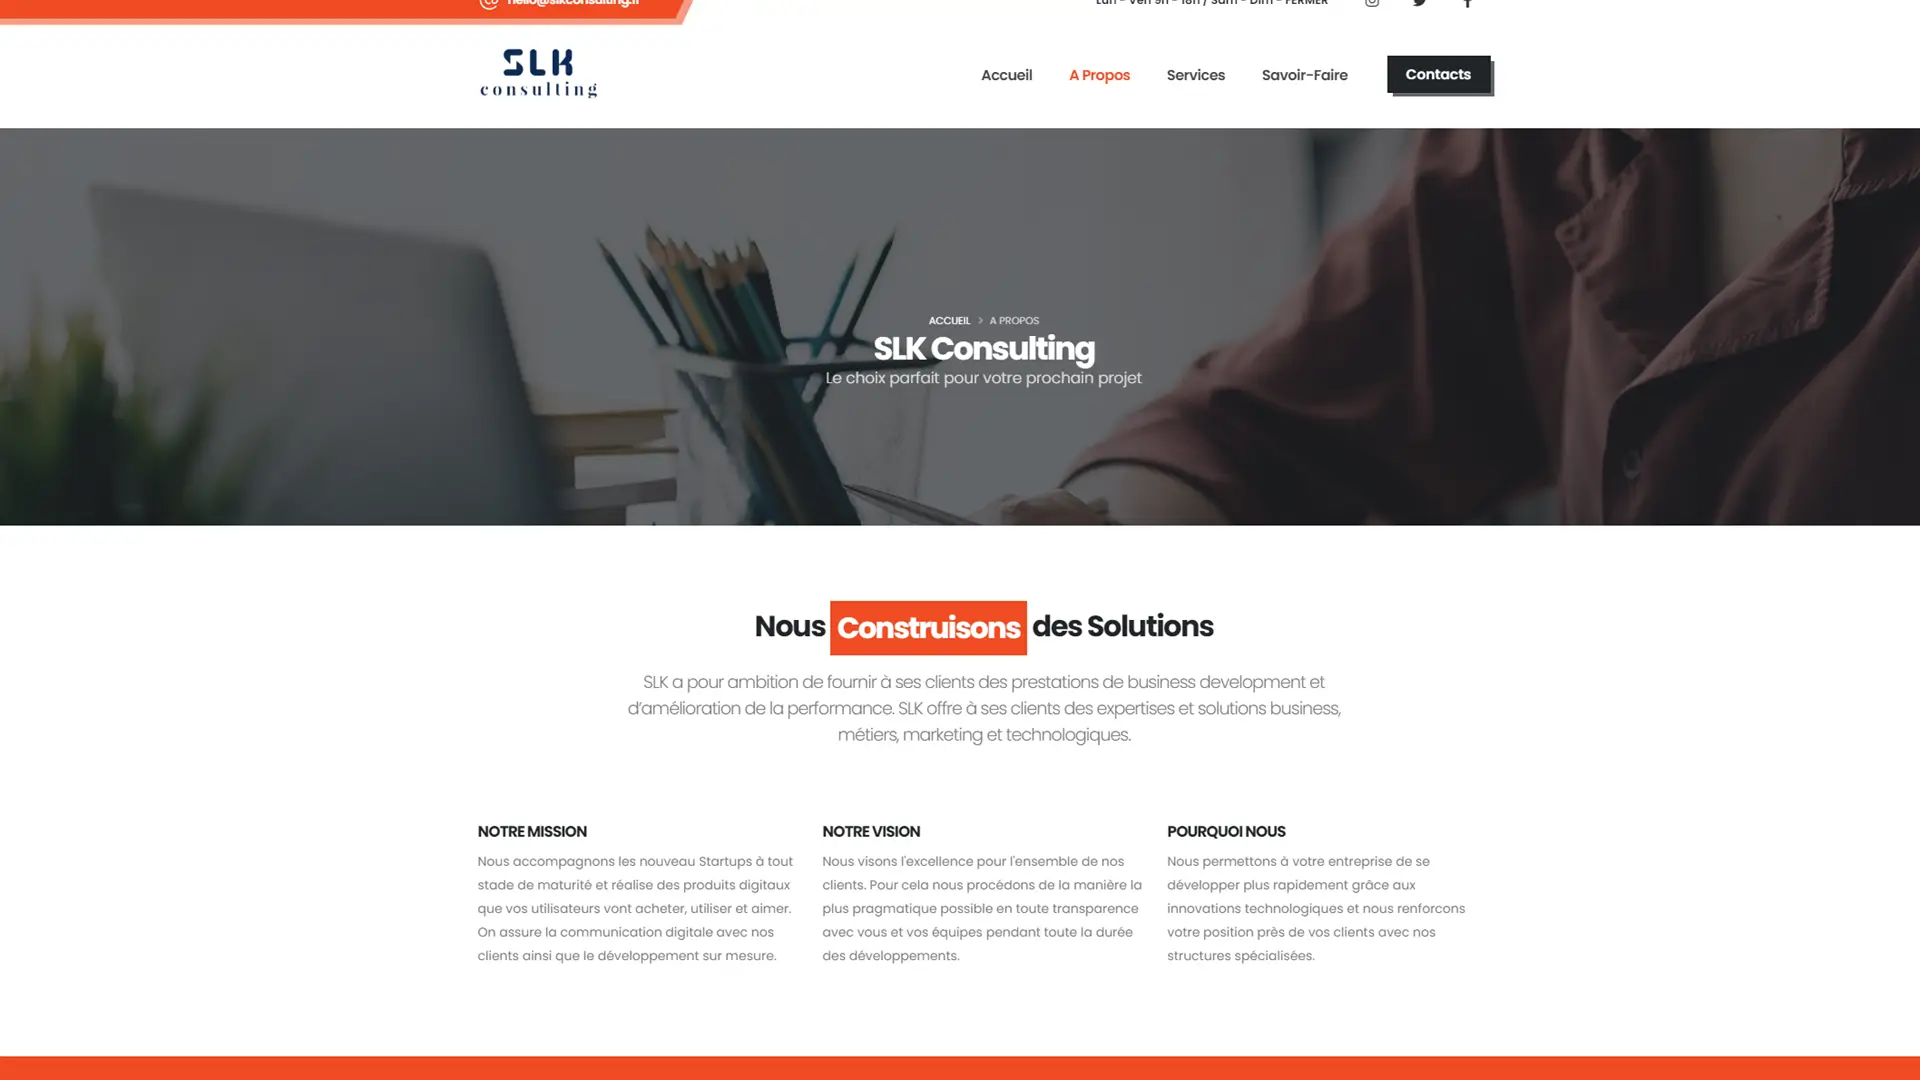 hello@slkconsulting.fr
Lun - Ven 9h - 18h / Sam - Dim - FERMER
SLK
consulting
Accueil
A Propos
Services
Savoir-Faire
Contacts
ACCUEIL > A PROPOS
SLK Consulting
Le choix parfait pour votre prochain projet
Nous Construisons des Solutions
SLK a pour ambition de fournir à ses clients des prestations de business development et
d’amélioration de la performance. SLK offre à ses clients des expertises et solutions business,
métiers, marketing et technologiques.
NOTRE MISSION
Nous accompagnons les nouveau Startups à tout
stade de maturité et réalise des produits digitaux
que vos utilisateurs vont acheter, utiliser et aimer.
On assure la communication digitale avec nos
clients ainsi que le développement sur mesure.
NOTRE VISION
Nous visons l'excellence pour l'ensemble de nos
clients. Pour cela nous procédons de la manière la
plus pragmatique possible en toute transparence
avec vous et vos équipes pendant toute la durée
des développements.
POURQUOI NOUS
Nous permettons à votre entreprise de se
développer plus rapidement grâce aux
innovations technologiques et nous renforcons
votre position près de vos clients avec nos
structures spécialisées.